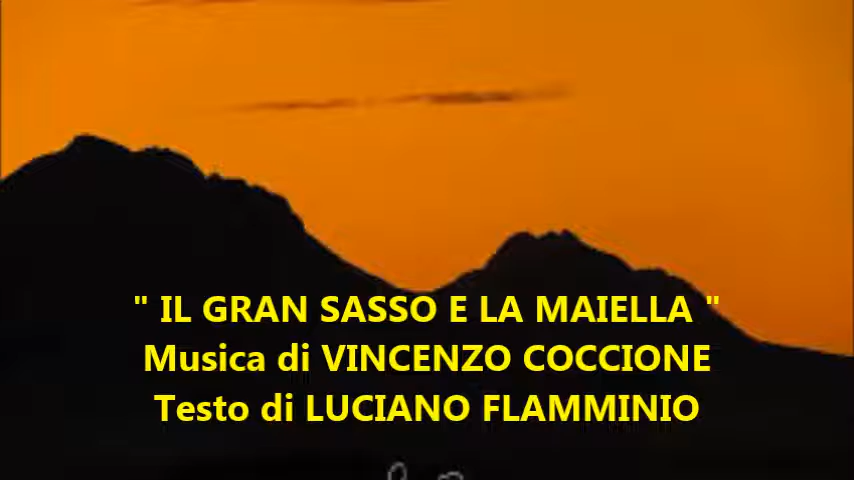 " IL GRAN SASSO E LA MAIELLA "
Musica di VINCENZO COCCIONE
Testo di LUCIANO FLAMMINIO